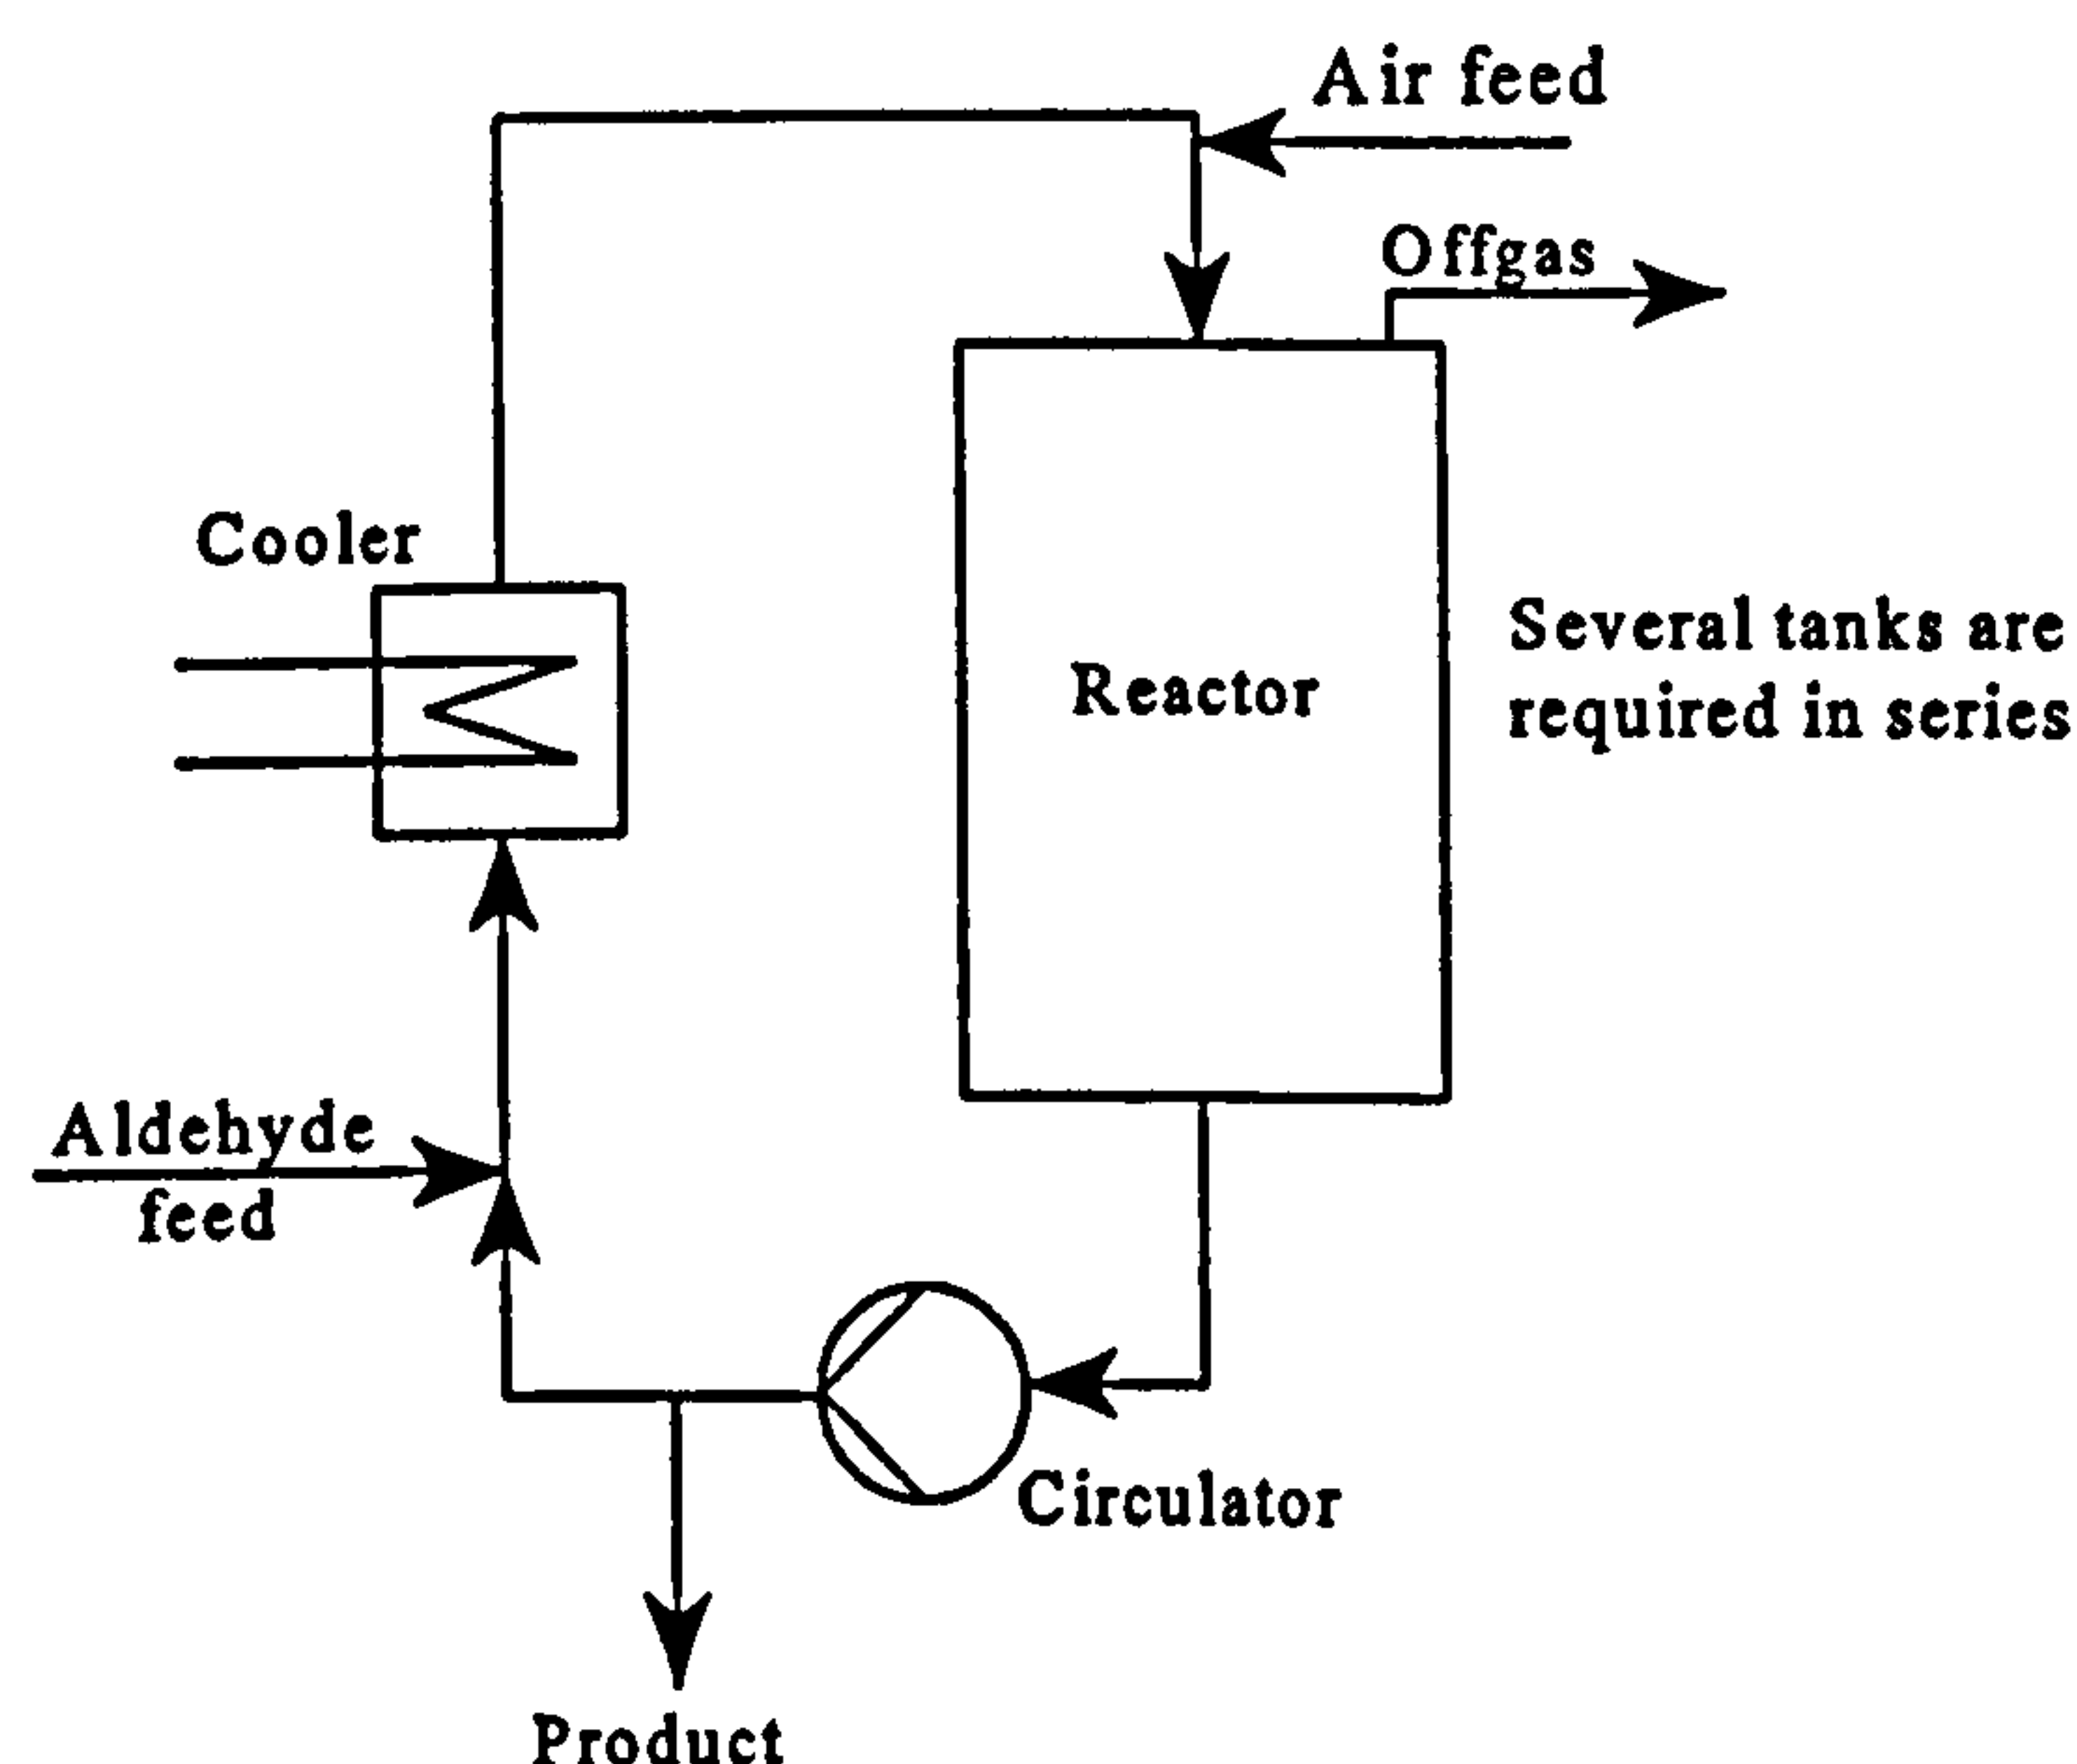 Air feed
Offgas
Cooler
Several tanks are
required in series
Reactor
Aldehyde
feed
Circulator
Product